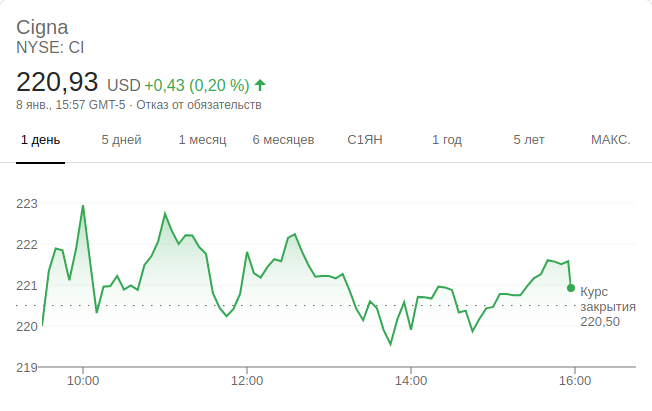 Cigna
NYSE: CI
220,93 USD +0,43 (0,20 %)
8 янв., 15:57 GMT-5 · Отказ от обязательств
1 день 5 дней 1 месяц 6 месяцев С1ЯН 1 год 5 лет МАКС.
223
222
221
220
219
Курс
закрытия
220,50
10:00 12:00 14:00 16:00